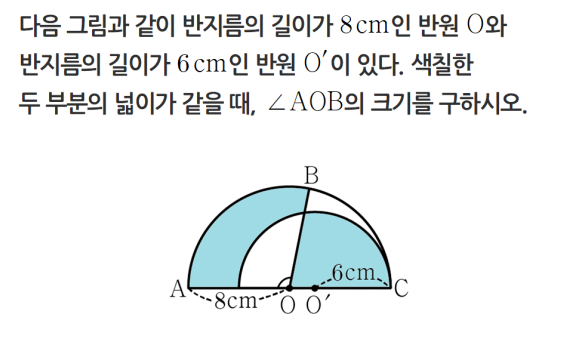 다음 그림과 같이 반지름의 길이가 8cm인 반원 O와
반지름의 길이가 6cm인 반원 O′이 있다. 색칠한
두 부분의 넓이가 같을 때, ∠AOB의 크기를 구하시오.
B
6cm
A
8cm
O
O′
C